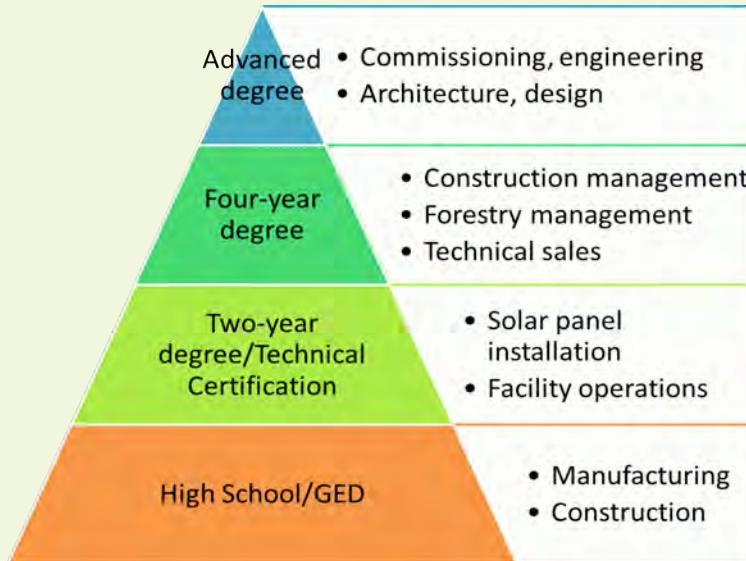 Advanced
degree
• Commissioning, engineering
• Architecture, design
Four-year
degree
• Construction management
• Forestry management
• Technical sales
Two-year
degree/Technical
Certification
• Solar panel
installation
• Facility operations
High School/GED
• Manufacturing
• Construction